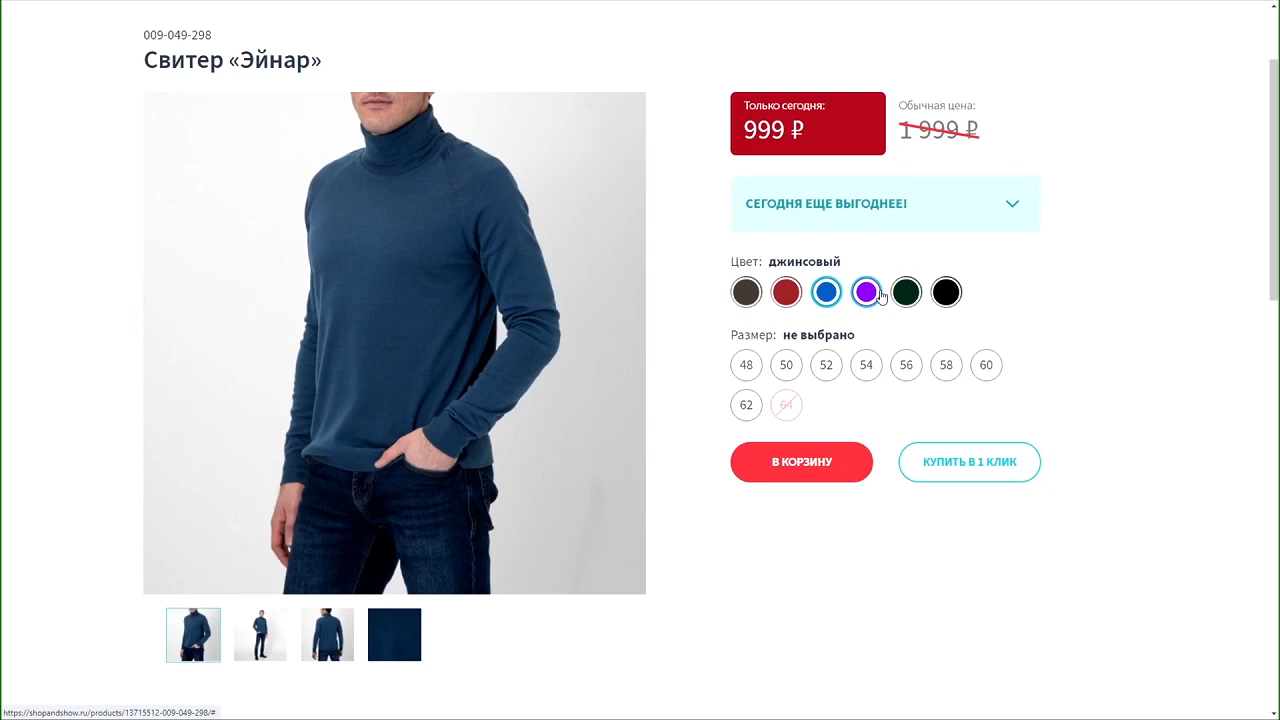 009-049-298
Свитер «Эйнар»
Только сегодня:
999 ₽
Обычная цена:
1 999 ₽
СЕГОДНЯ ЕЩЕ ВЫГОДНЕЕ!
Цвет: джинсовый
Размер: не выбрано
48 50 52 54 56 58 60
62 64
В КОРЗИНУ
КУПИТЬ В 1 КЛИК
https://shopandshow.ru/products/13715512-009-049-298/#